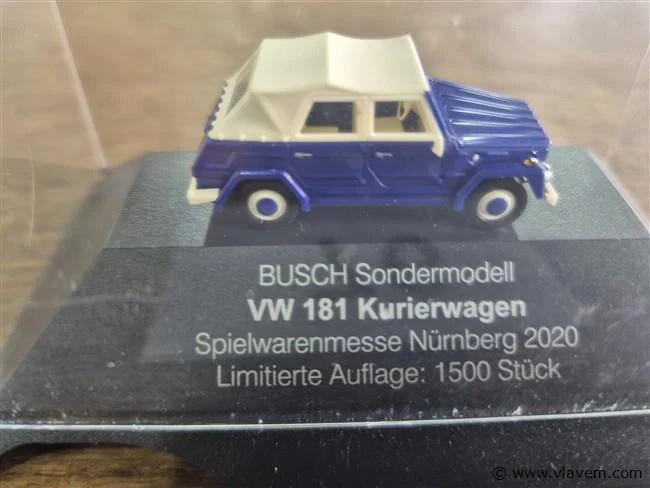 BUSCH Sondermodell
VW 181 Kurierwagen
Spielwarenmesse Nürnberg 2020
Limitierte Auflage: 1500 Stück
© www.vlavem.com